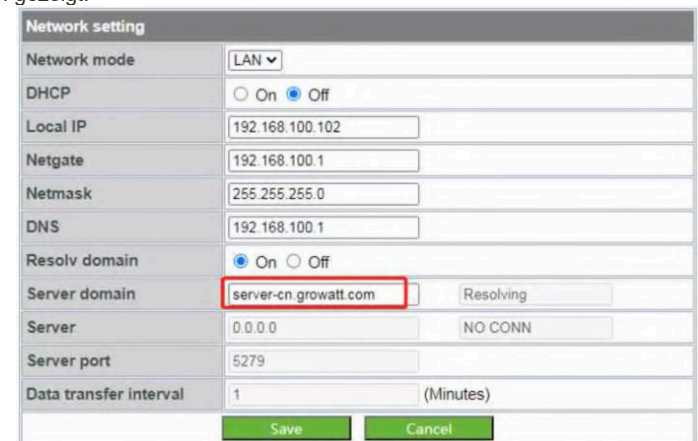 Network setting
Network mode LAN
DHCP On Off
Local IP 192.168.100.102
Netgate 192.168.100.1
Netmask 255.255.255.0
DNS 192.168.100.1
Resolv domain On Off
Server domain server-cn.growatt.com Resolving
Server 0.0.0.0 NO CONN
Server port 5279
Data transfer interval 1 (Minutes)
Save Cancel